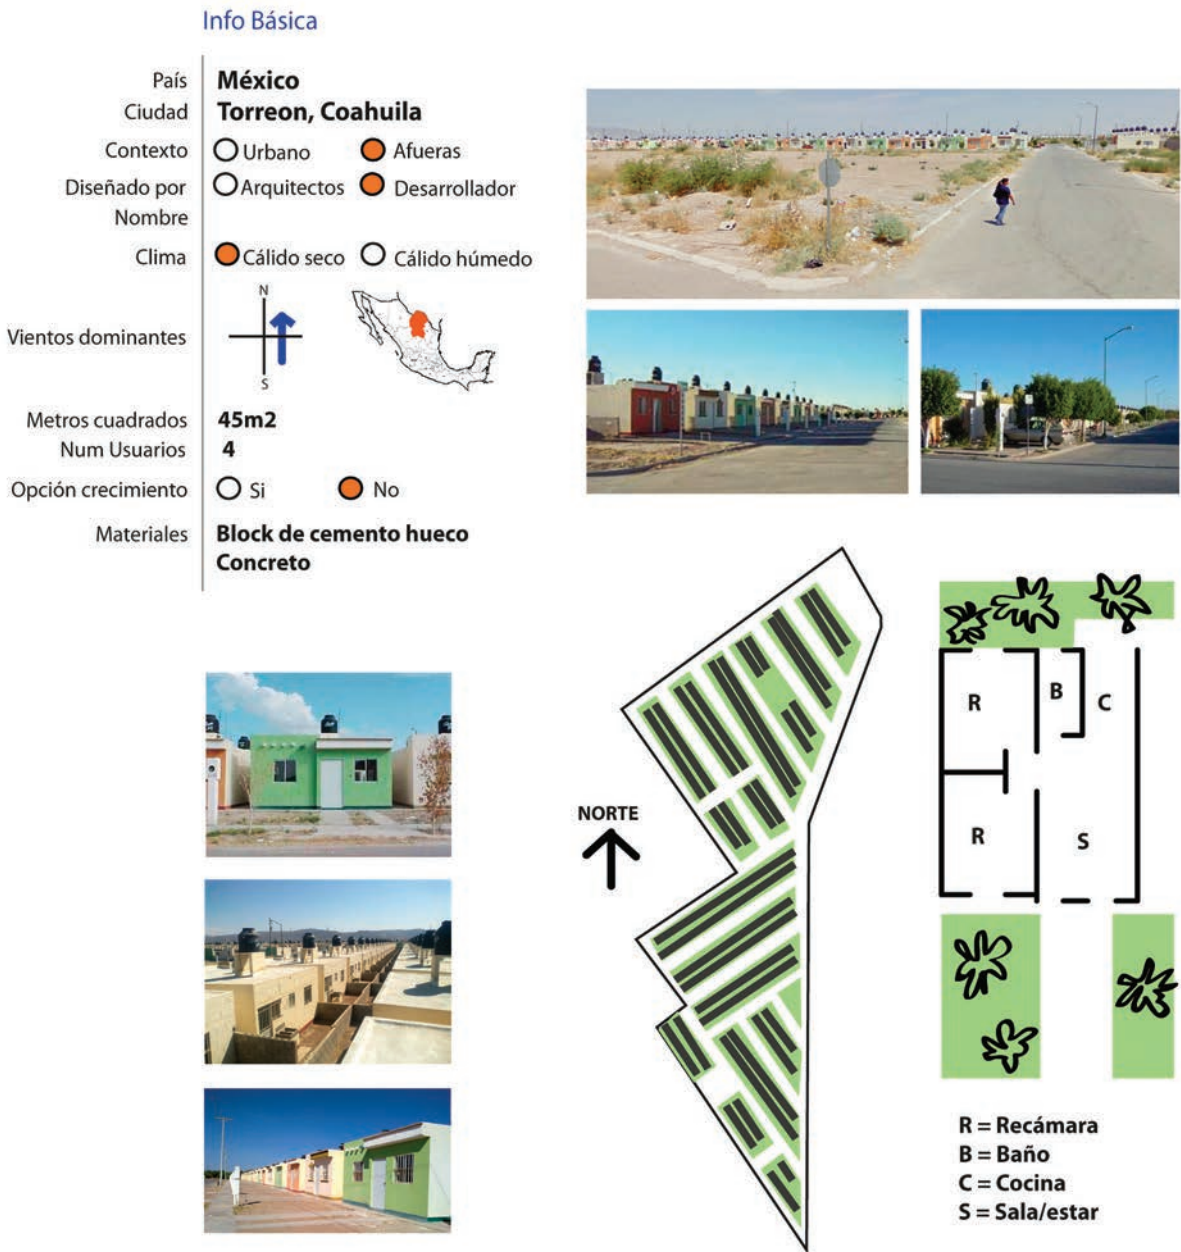 Info Básica
País México
Ciudad Torreon, Coahuila
Contexto Urbano Afueras
Diseñado por Arquitectos Desarrollador
Nombre
Clima Cálido seco Cálido húmedo
N
Vientos dominantes
S
Metros cuadrados 45m2
Num Usuarios 4
Opción crecimiento Si No
Materiales Block de cemento hueco
Concreto
NORTE
R
B
C
R
S
R = Recámara
B = Baño
C = Cocina
S = Sala/estar